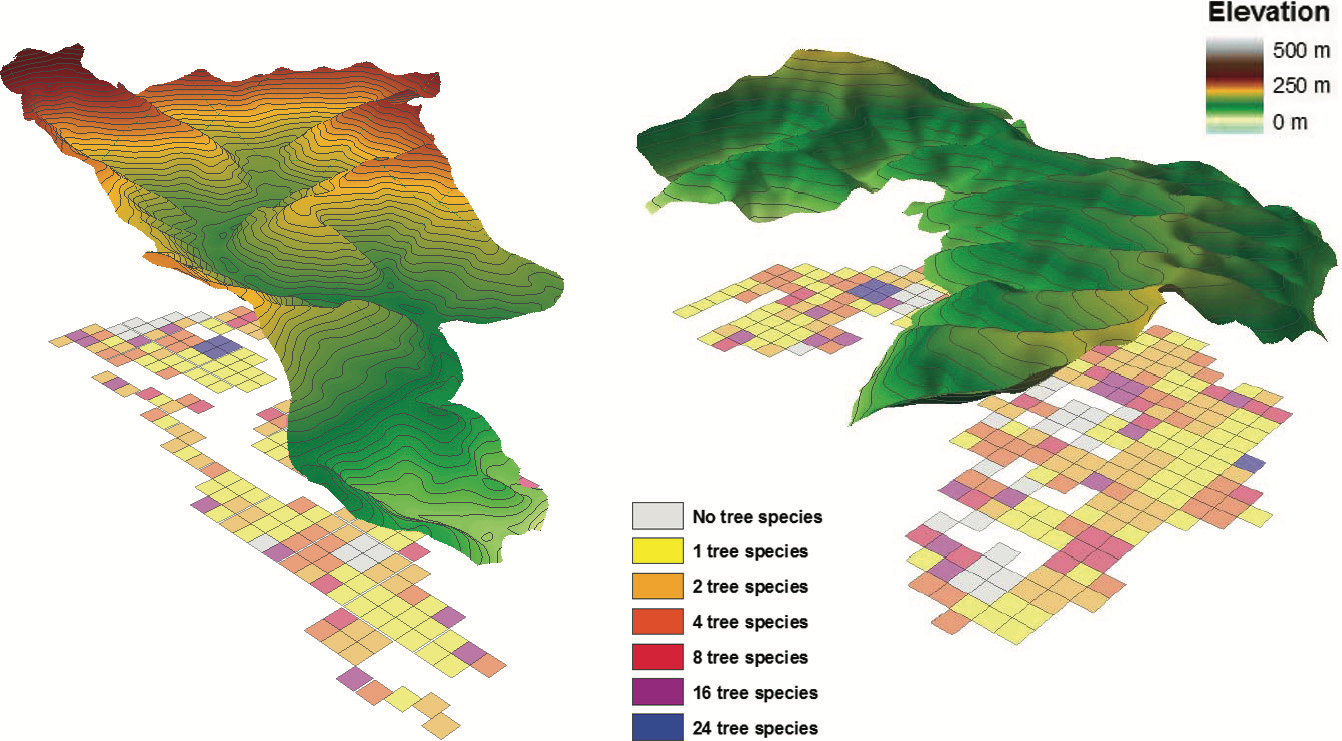 Elevation
500 m
250 m
0 m
No tree species
1 tree species
2 tree species
4 tree species
8 tree species
16 tree species
24 tree species